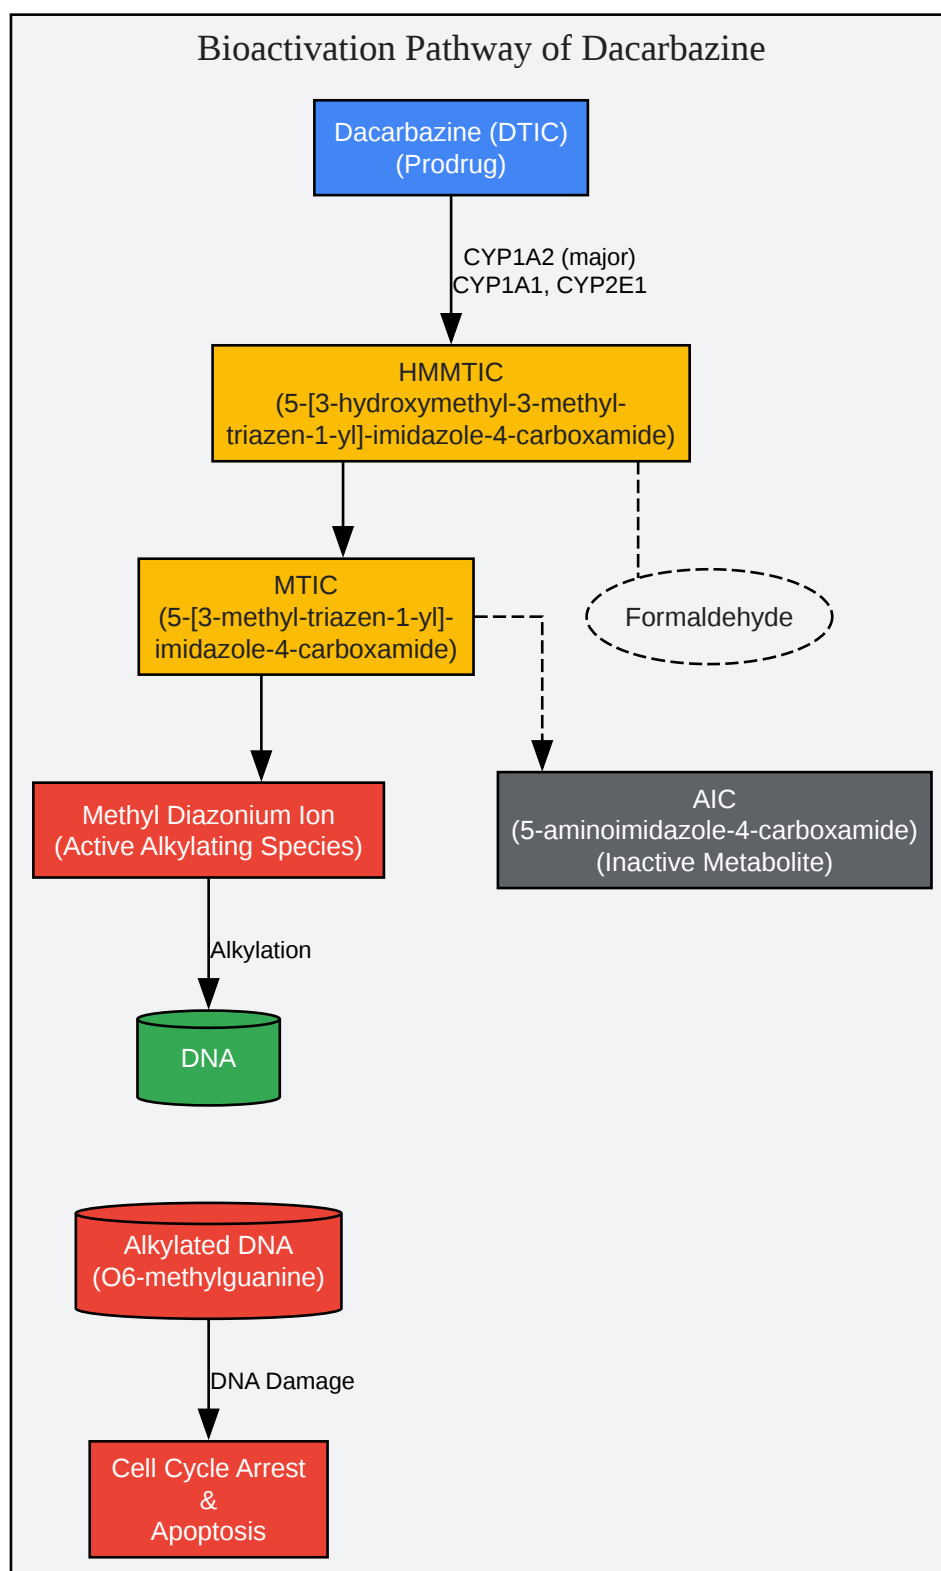 Bioactivation Pathway of Dacarbazine
Dacarbazine (DTIC)
(Prodrug)
CYP1A2 (major)
CYP1A1, CYP2E1
HMMTIC
(5-[3-hydroxymethyl-3-methyl-
triazen-1-yl]-imidazole-4-carboxamide)
MTIC
(5-[3-methyl-triazen-1-yl]-
imidazole-4-carboxamide)
Formaldehyde
Methyl Diazonium Ion
(Active Alkylating Species)
AIC
(5-aminoimidazole-4-carboxamide)
(Inactive Metabolite)
Alkylation
DNA
Alkylated DNA
(O6-methylguanine)
DNA Damage
Cell Cycle Arrest
&
Apoptosis